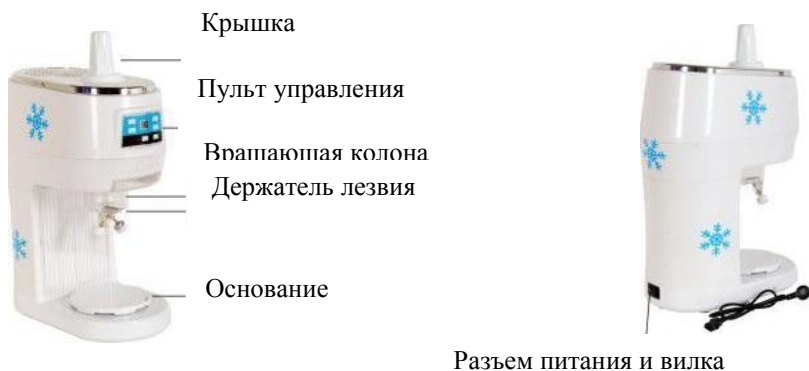 Крышка
Пульт управления
Вращающая колона
Держатель лезвия
Основание
Разъем питания и вилка